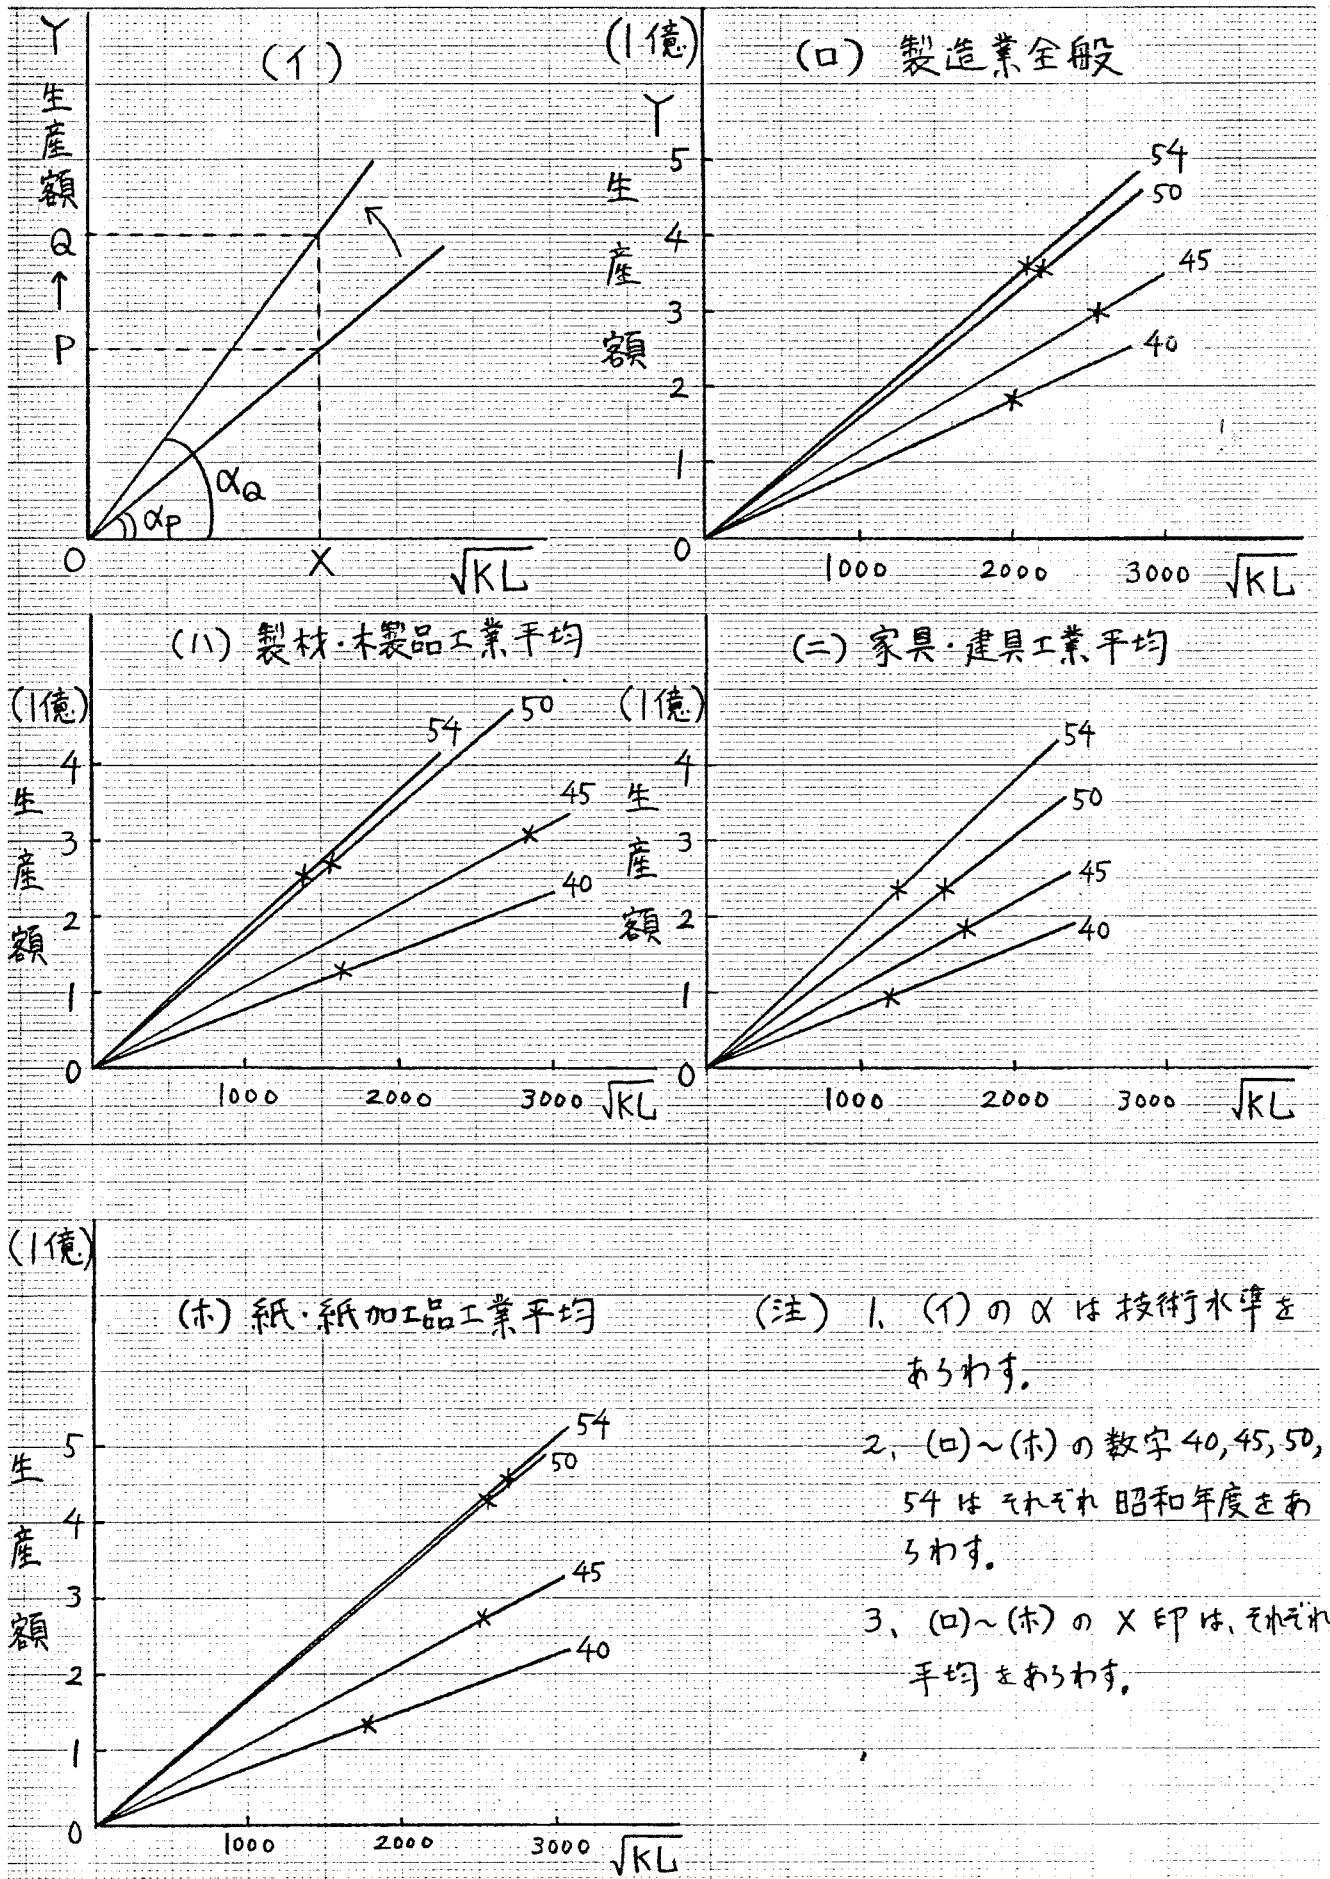 (イ)
Y
生産額
Q
↑
P
αQ
αP
O
X
√KL
(ロ) 製造業全般
(1億)
Y
生産額
5
4
3
2
1
0
54
50
45
40
1000
2000
3000
√KL
(ハ) 製材・木製品工業平均
(1億)
生産額
4
3
2
1
0
54
50
45
40
1000
2000
3000
√KL
(ニ) 家具・建具工業平均
(1億)
生産額
4
3
2
1
0
54
50
45
40
1000
2000
3000
√KL
(ホ) 紙・紙加工品工業平均
(1億)
生産額
5
4
3
2
1
0
54
50
45
40
1000
2000
3000
√KL
(注) 1、(イ)の α は技術水準を
あらわす。
2、(ロ)〜(ホ)の数字 40, 45, 50,
54 はそれぞれ昭和年度をあ
らわす。
3、(ロ)〜(ホ)の X 印は、それぞれ
平均をあらわす。